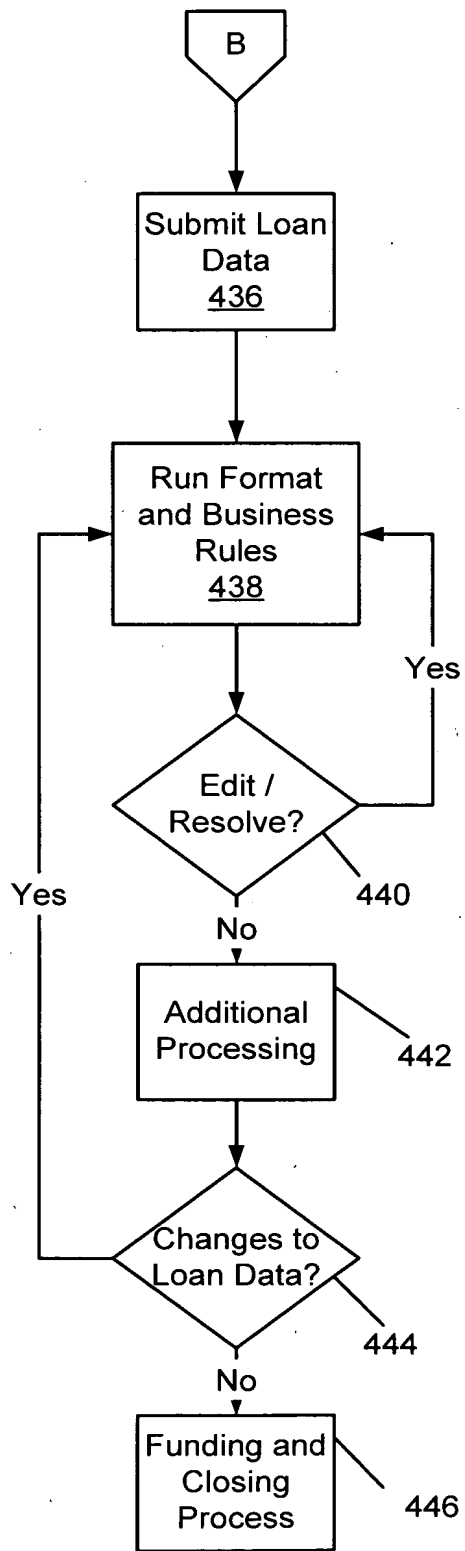 B
Submit Loan
Data
436
Run Format
and Business
Rules
438
Yes
Edit /
Resolve?
440
Yes
No
Additional
Processing
442
Changes to
Loan Data?
444
No
Funding and
Closing
Process
446